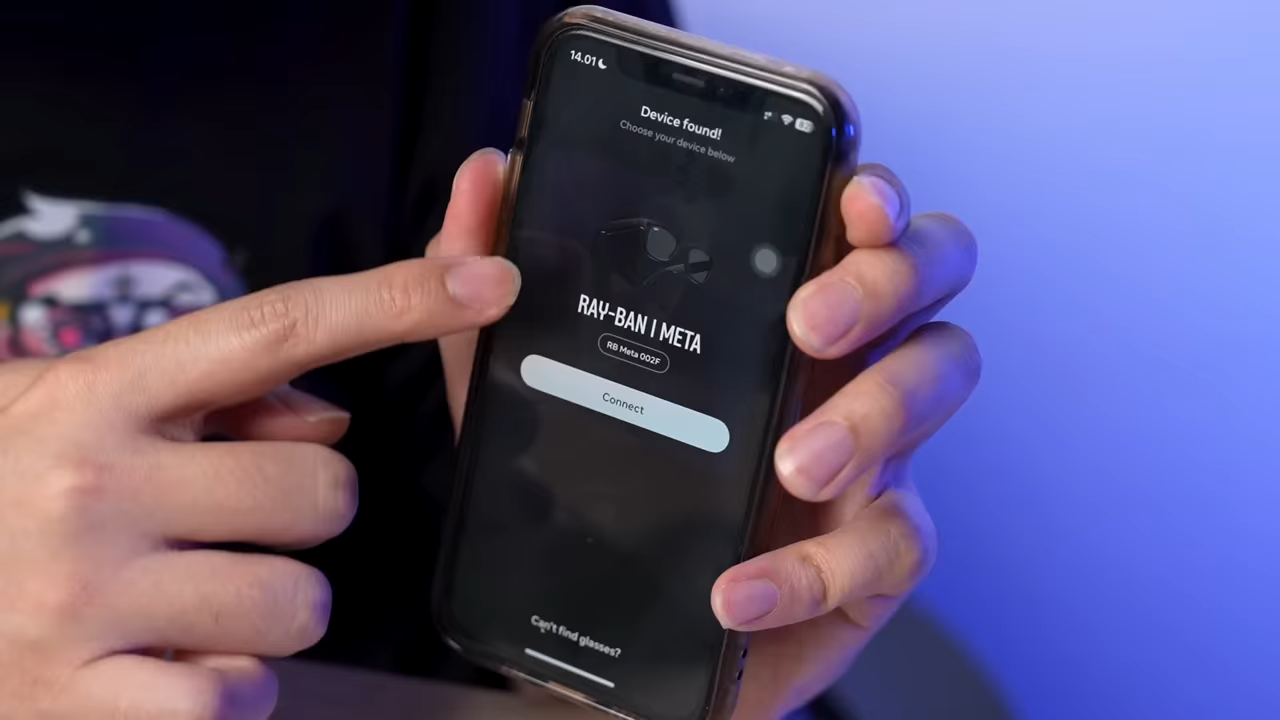 14.01
Device found!
Choose your device below
RAY-BAN | META
RB Meta 002F
Connect
Can't find glasses?